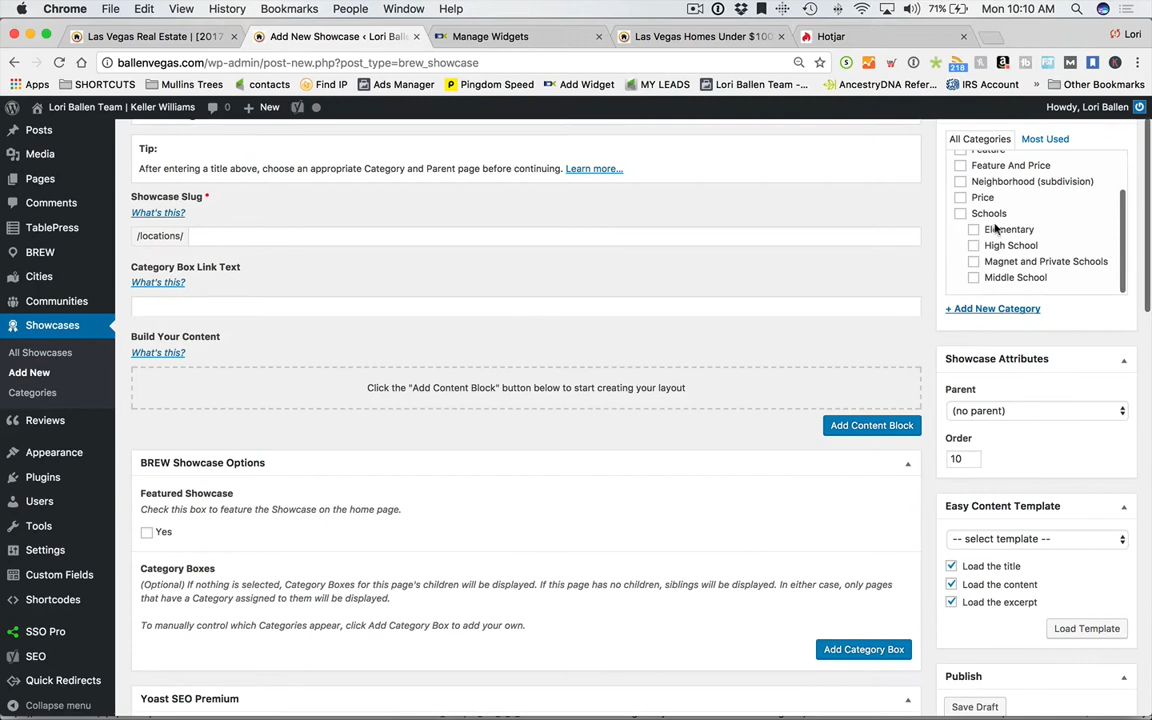 Chrome File Edit View History Bookmarks People Window Help 71% Mon 10:10 AM
Las Vegas Real Estate | [2017 Add New Showcase ‹ Lori Balle Manage Widgets Las Vegas Homes Under $100 Hotjar Lori
ballenvegas.com/wp-admin/post-new.php?post_type=brew_showcase
218
Apps SHORTCUTS Mullins Trees contacts Find IP Ads Manager Pingdom Speed Add Widget MY LEADS Lori Ballen Team –... AncestryDNA Refer... IRS Account » Other Bookmarks
Lori Ballen Team | Keller Williams New Howdy, Lori Ballen
Posts
Media
Pages
Comments
TablePress
BREW
Cities
Communities
Showcases
All Showcases
Add New
Categories
Reviews
Appearance
Plugins
Users
Tools
Settings
Custom Fields
Shortcodes
SSO Pro
SEO
Quick Redirects
Collapse menu
Tip:
After entering a title above, choose an appropriate Category and Parent page before continuing. Learn more...
Showcase Slug *
What's this?
/locations/
Category Box Link Text
What's this?
Build Your Content
What's this?
Click the "Add Content Block" button below to start creating your layout
Add Content Block
BREW Showcase Options
Featured Showcase
Check this box to feature the Showcase on the home page.
Yes
Category Boxes
(Optional) If nothing is selected, Category Boxes for this page's children will be displayed. If this page has no children, siblings will be displayed. In either case, only pages
that have a Category assigned to them will be displayed.
To manually control which Categories appear, click Add Category Box to add your own.
Add Category Box
Yoast SEO Premium
All Categories Most Used
Feature
Feature And Price
Neighborhood (subdivision)
Price
Schools
Elementary
High School
Magnet and Private Schools
Middle School
+ Add New Category
Showcase Attributes
Parent
(no parent)
Order
10
Easy Content Template
-- select template --
Load the title
Load the content
Load the excerpt
Load Template
Publish
Save Draft